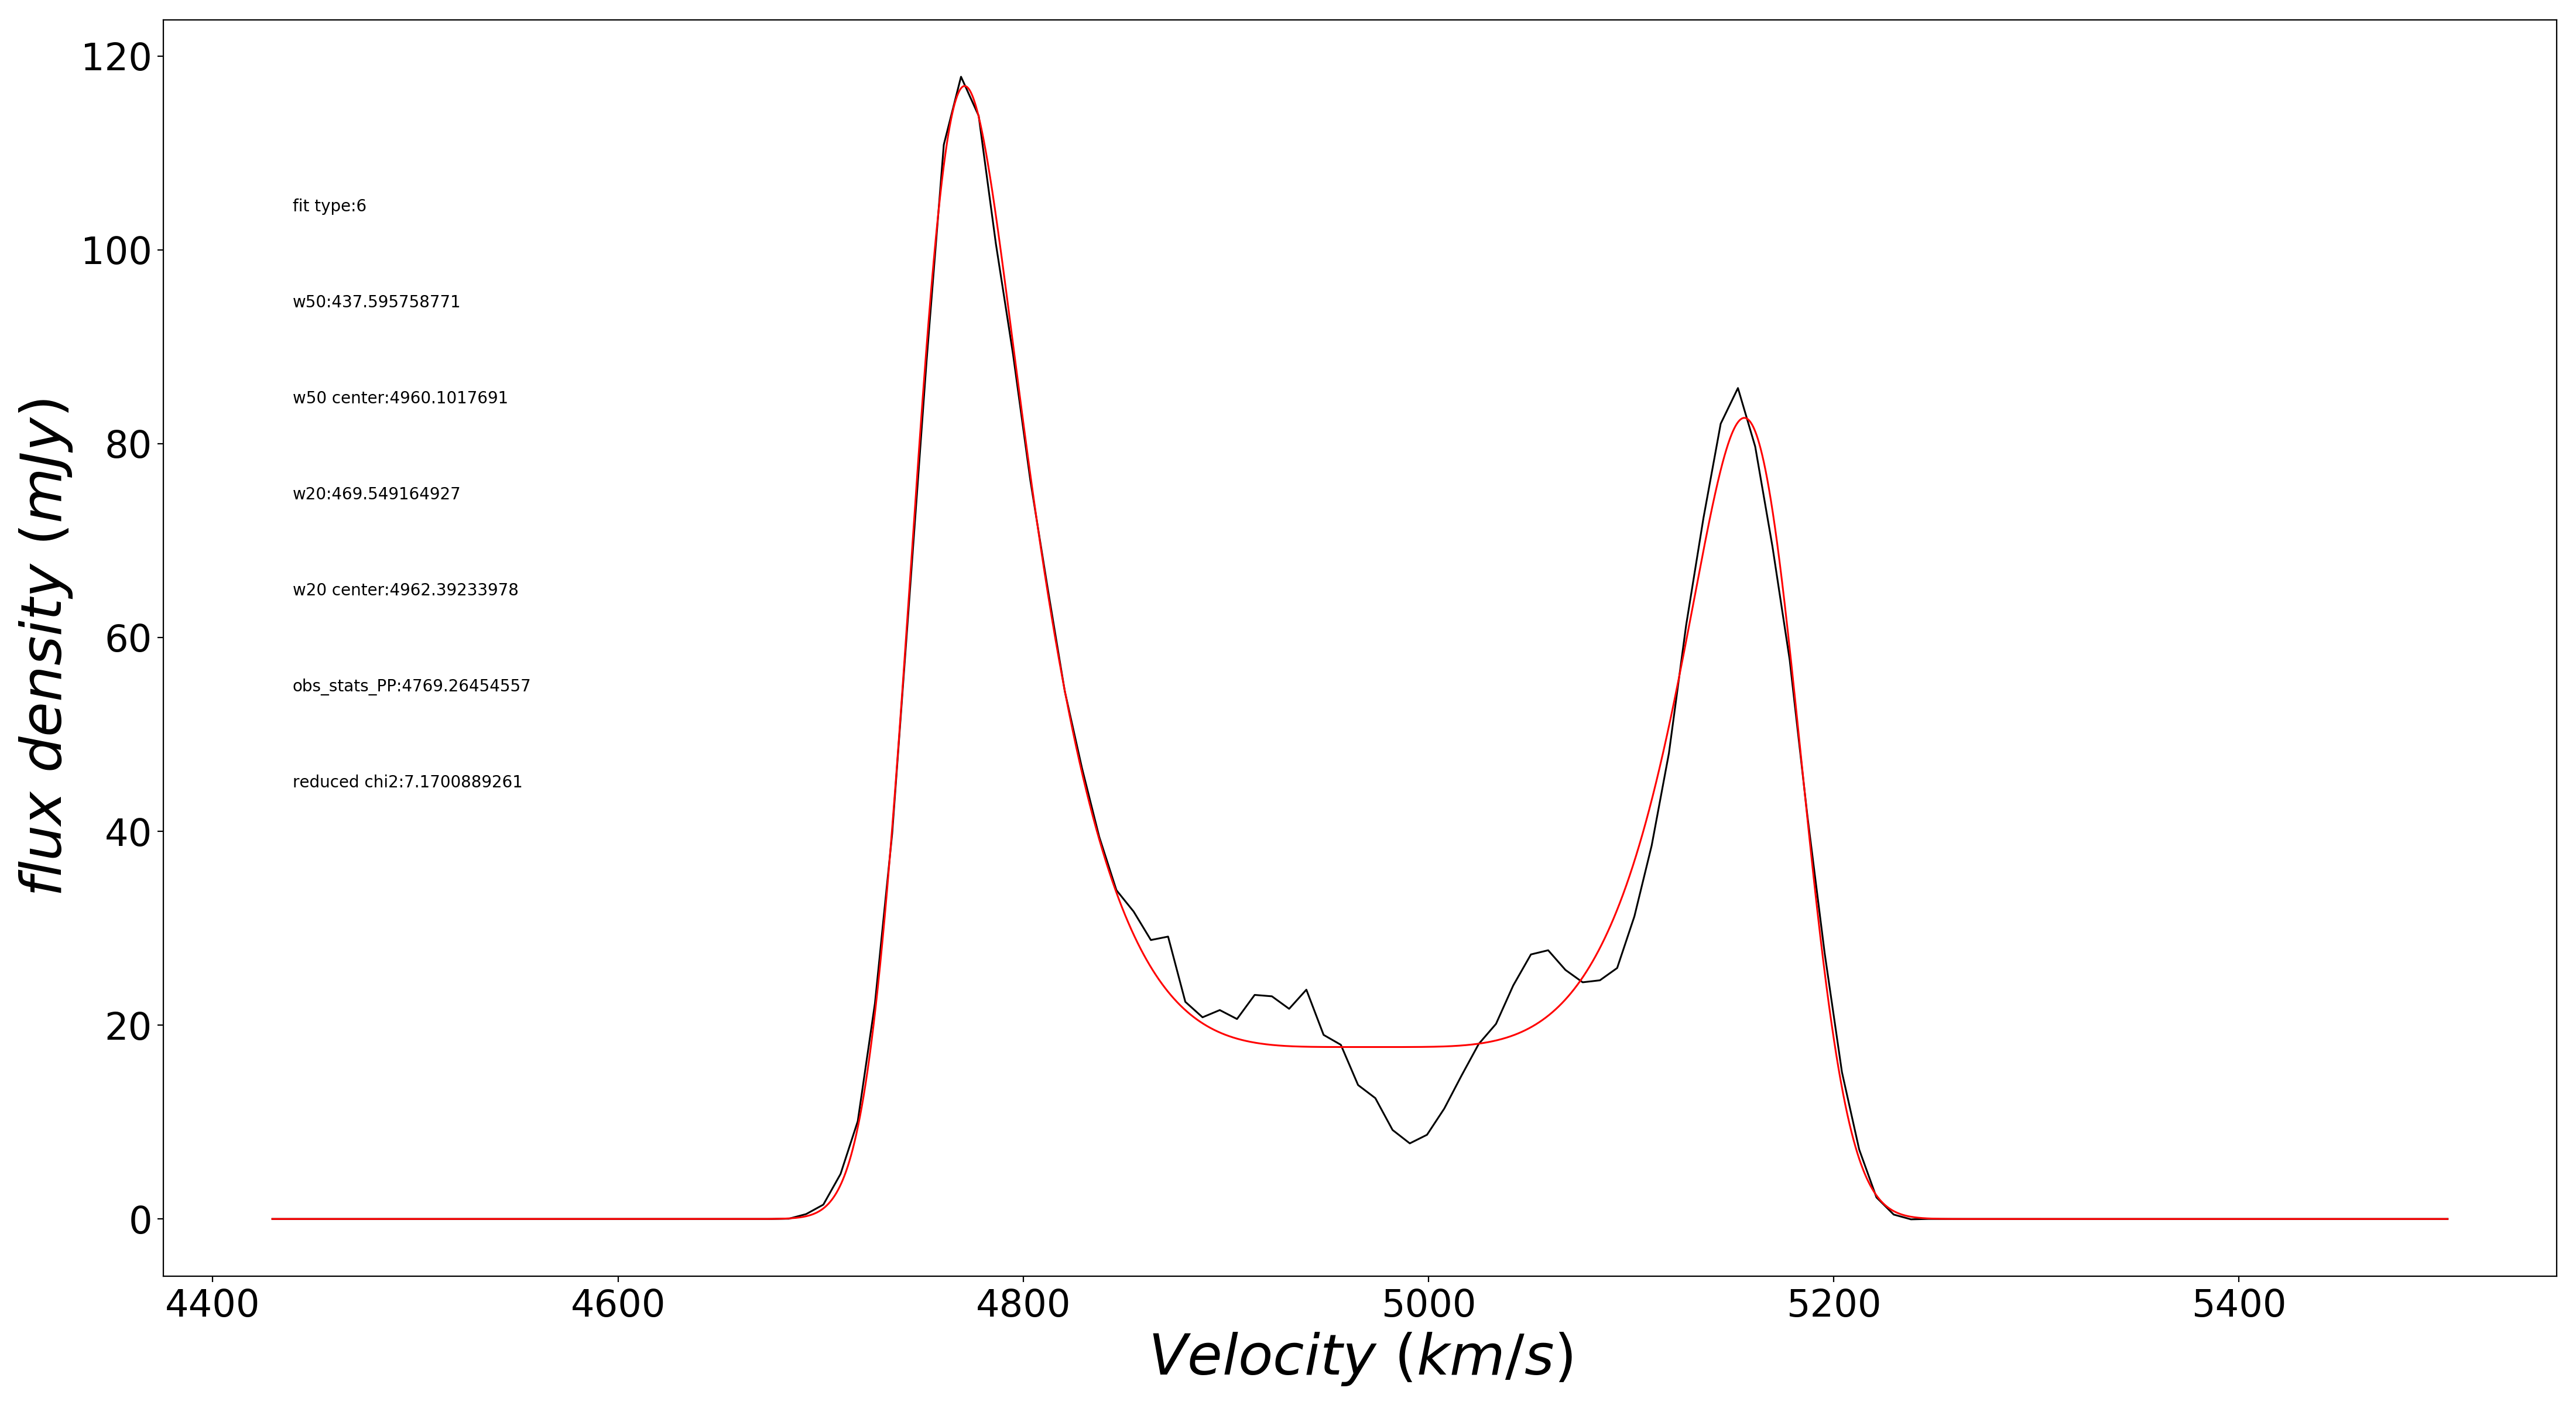 120
100
80
60
40
20
0
flux density (mJy)
fit type:6
w50:437.595758771
w50 center:4960.1017691
w20:469.549164927
w20 center:4962.39233978
obs_stats_PP:4769.26454557
reduced chi2:7.1700889261
4400 4600 4800 5000 5200 5400
Velocity (km/s)